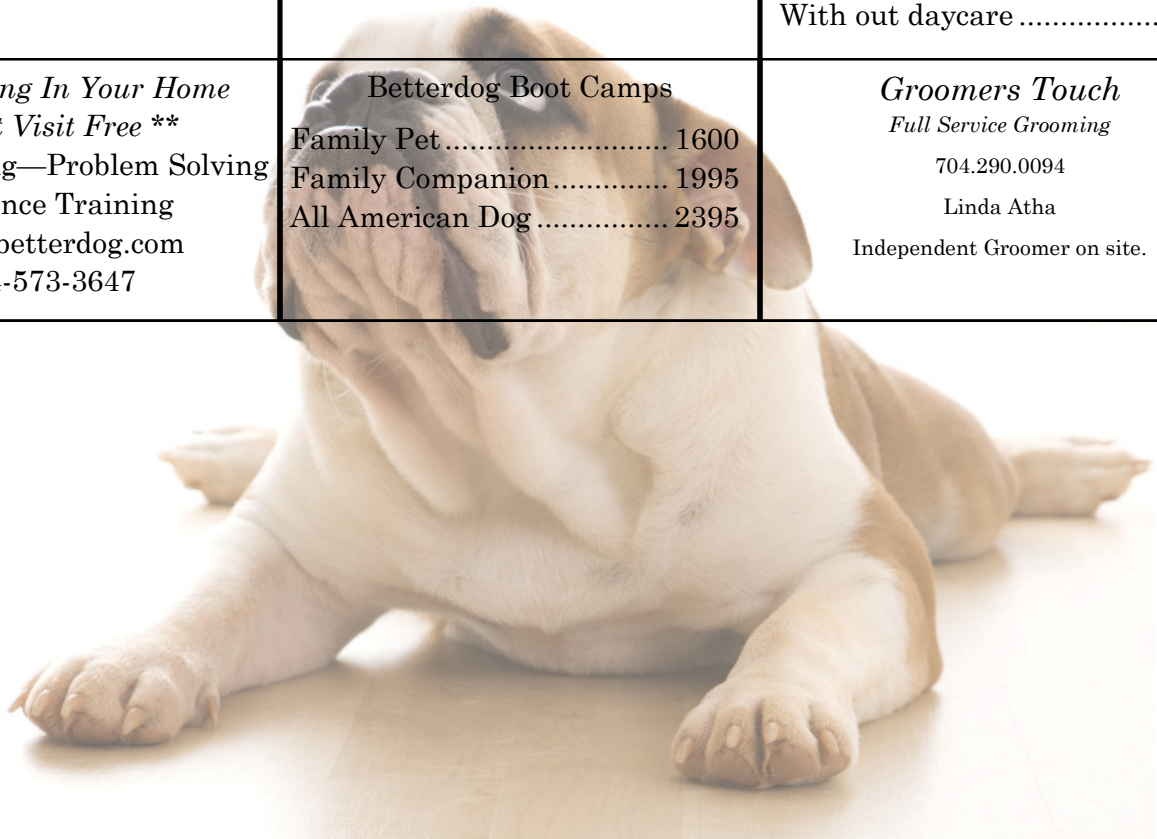 With out daycare ..................
ng In Your Home
t Visit Free **
g—Problem Solving
nce Training
betterdog.com
-573-3647
Betterdog Boot Camps
Family Pet ........................... 1600
Family Companion .............. 1995
All American Dog ................ 2395
Groomers Touch
Full Service Grooming
704.290.0094
Linda Atha
Independent Groomer on site.